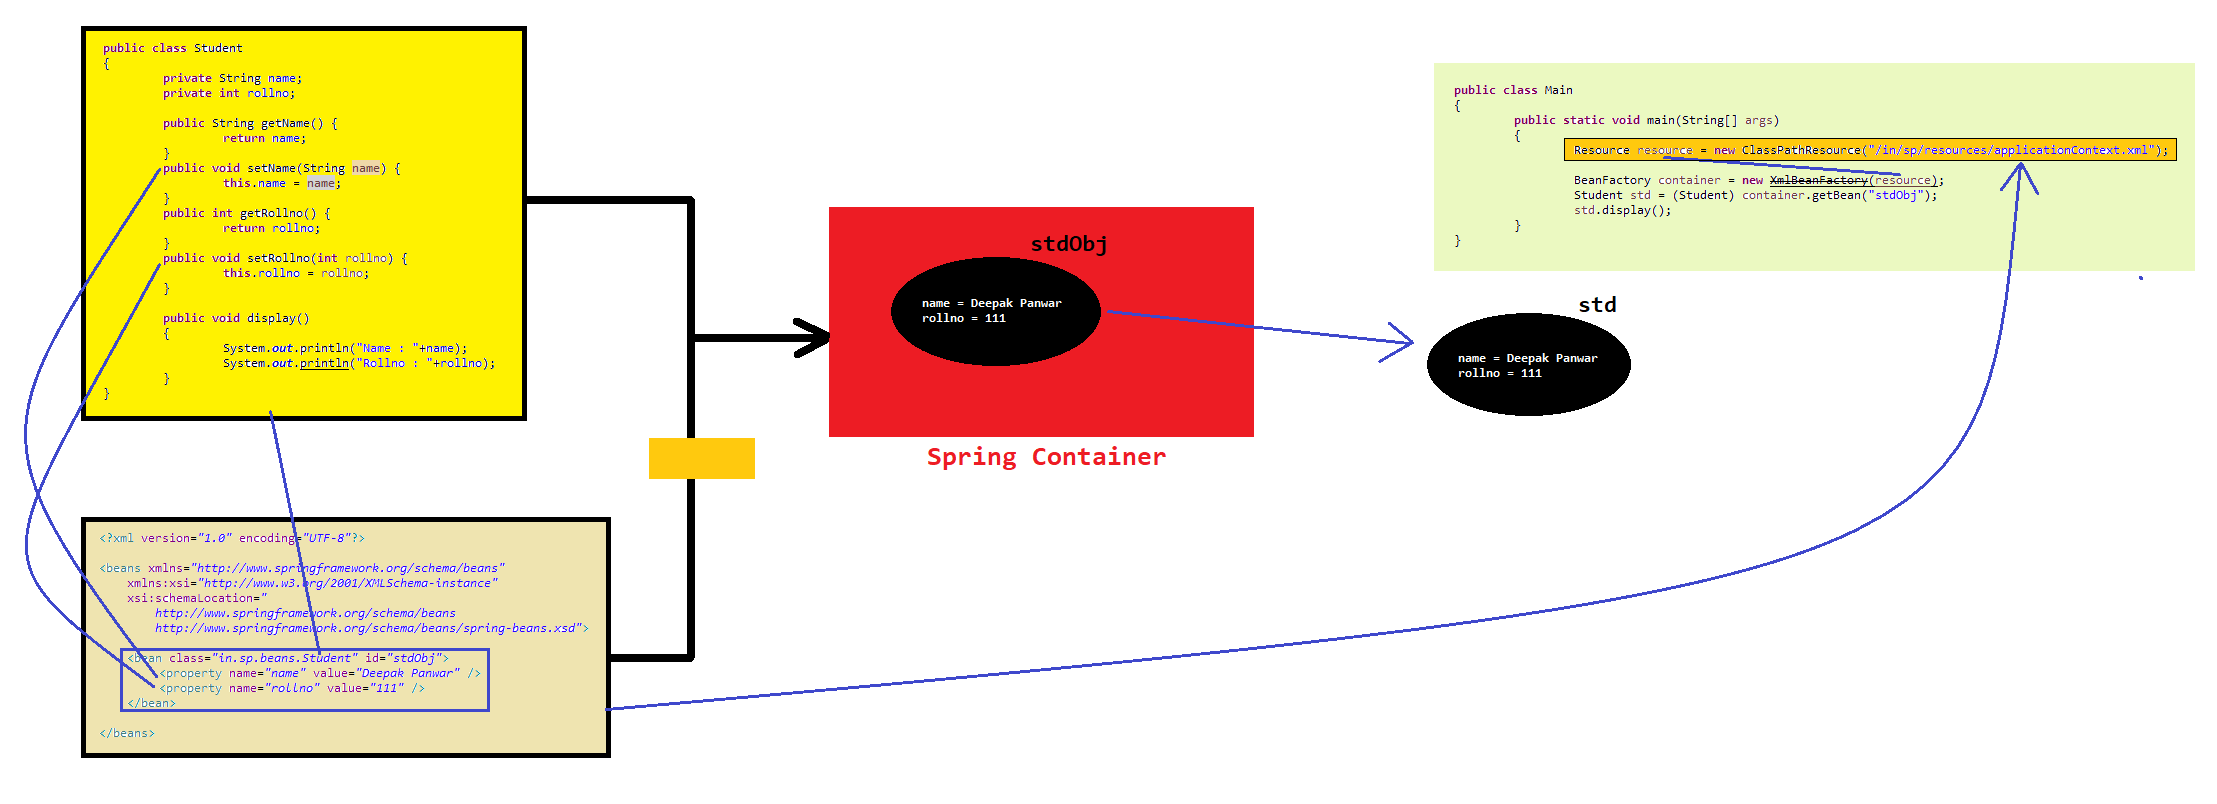 public class Student
{
private String name;
private int rollno;
public String getName() {
return name;
}
public void setName(String name) {
this.name = name;
}
public int getRollno() {
return rollno;
}
public void setRollno(int rollno) {
this.rollno = rollno;
}
public void display()
{
System.out.println("Name : "+name);
System.out.println("Rollno : "+rollno);
}
}
<?xml version="1.0" encoding="UTF-8"?>
<beans xmlns="http://www.springframework.org/schema/beans"
xmlns:xsi="http://www.w3.org/2001/XMLSchema-instance"
xsi:schemaLocation="
http://www.springframework.org/schema/beans
http://www.springframework.org/schema/beans/spring-beans.xsd">
<bean class="in.sp.beans.Student" id="stdObj">
<property name="name" value="Deepak Panwar" />
<property name="rollno" value="111" />
</bean>
</beans>
stdObj
name = Deepak Panwar
rollno = 111
Spring Container
public class Main
{
public static void main(String[] args)
{
Resource resource = new ClassPathResource("/in/sp/resources/applicationContext.xml");
BeanFactory container = new XmlBeanFactory(resource);
Student std = (Student) container.getBean("stdObj");
std.display();
}
}
std
name = Deepak Panwar
rollno = 111